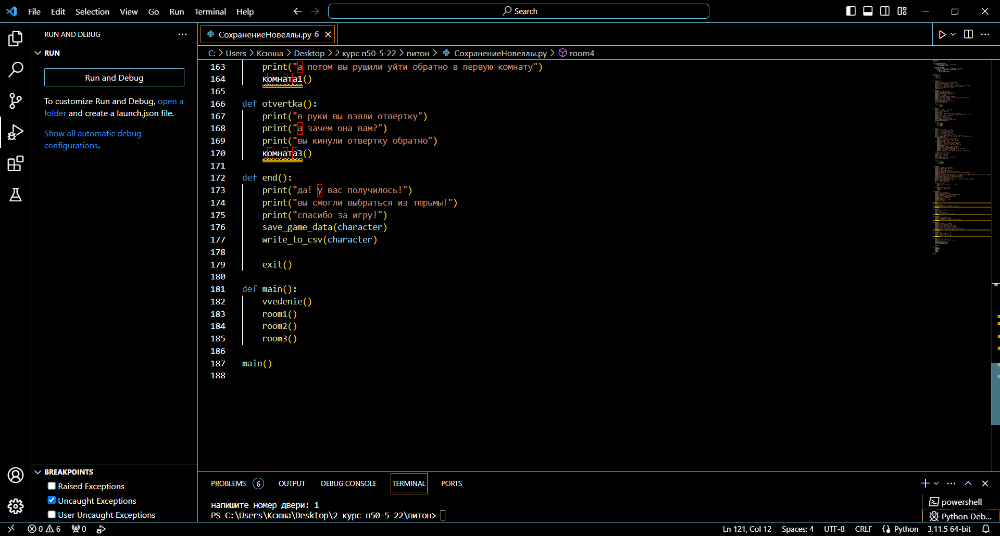 File Edit Selection View Go Run Terminal Help
Search
RUN AND DEBUG
RUN
Run and Debug
To customize Run and Debug, open a
folder and create a launch.json file.
Show all automatic debug
configurations.
BREAKPOINTS
Raised Exceptions
Uncaught Exceptions
User Uncaught Exceptions
СохранениеНовеллы.py 6
C: > Users > Ксюша > Desktop > 2 курс п50-5-22 > питон > СохранениеНовеллы.py > room4
163 print("а потом вы рушили уйти обратно в первую комнату")
164 комната1()
165
166 def otvertka():
167 print("в руки вы взяли отвертку")
168 print("а зачем она вам?")
169 print("вы кинули отвертку обратно")
170 комната3()
171
172 def end():
173 print("да! у вас получилось!")
174 print("вы смогли выбраться из тюрьмы!")
175 print("спасибо за игру!")
176 save_game_data(character)
177 write_to_csv(character)
178
179 exit()
180
181 def main():
182 vvedenie()
183 room1()
184 room2()
185 room3()
186
187 main()
188
PROBLEMS 6 OUTPUT DEBUG CONSOLE TERMINAL PORTS
напишите номер двери: 1
PS C:\Users\Ксюша\Desktop\2 курс п50-5-22\питон>
powershell
Python Deb...
0 6 0 Ln 121, Col 12 Spaces: 4 UTF-8 CRLF Python 3.11.5 64-bit